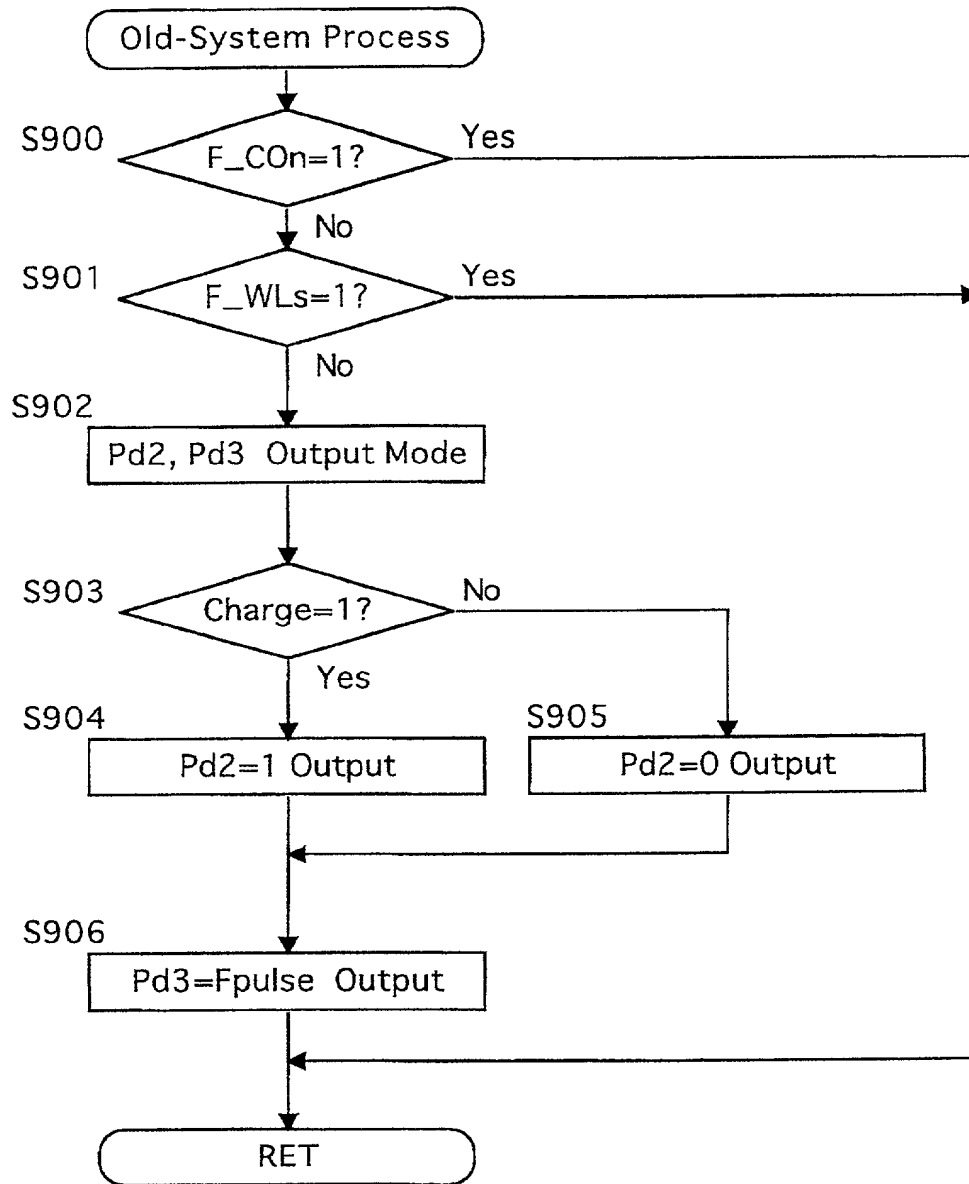 Old-System Process
S900
F_COn=1?
Yes
No
S901
F_WLs=1?
Yes
No
S902
Pd2, Pd3 Output Mode
S903
Charge=1?
No
Yes
S904
Pd2=1 Output
S905
Pd2=0 Output
S906
Pd3=Fpulse Output
RET